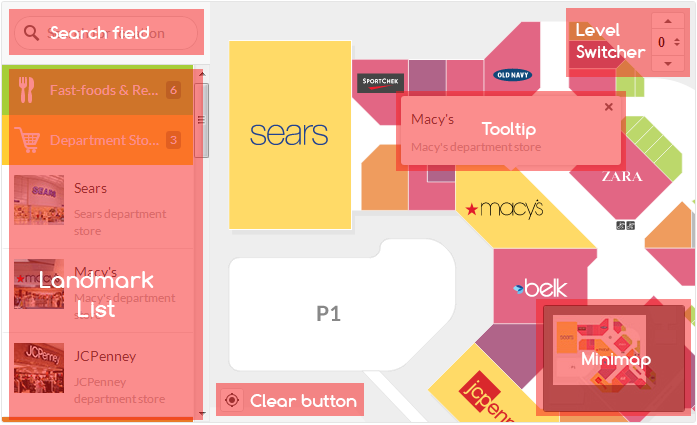 Search field
Fast-foods & Re... 6
Department Sto... 3
Sears
Sears department
store
Macy's
Macy's department
store
Landmark
List
JCPenney
JCPenney
department store
sears
SPORTCHEK
OLD NAVY
Level
Switcher
0
Macy's
Tooltip
Macy's department store
ZARA
macy's
belk
P1
jcpenn
Minimap
Clear button